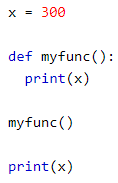 x = 300
def myfunc():
  print(x)
myfunc()
print(x)